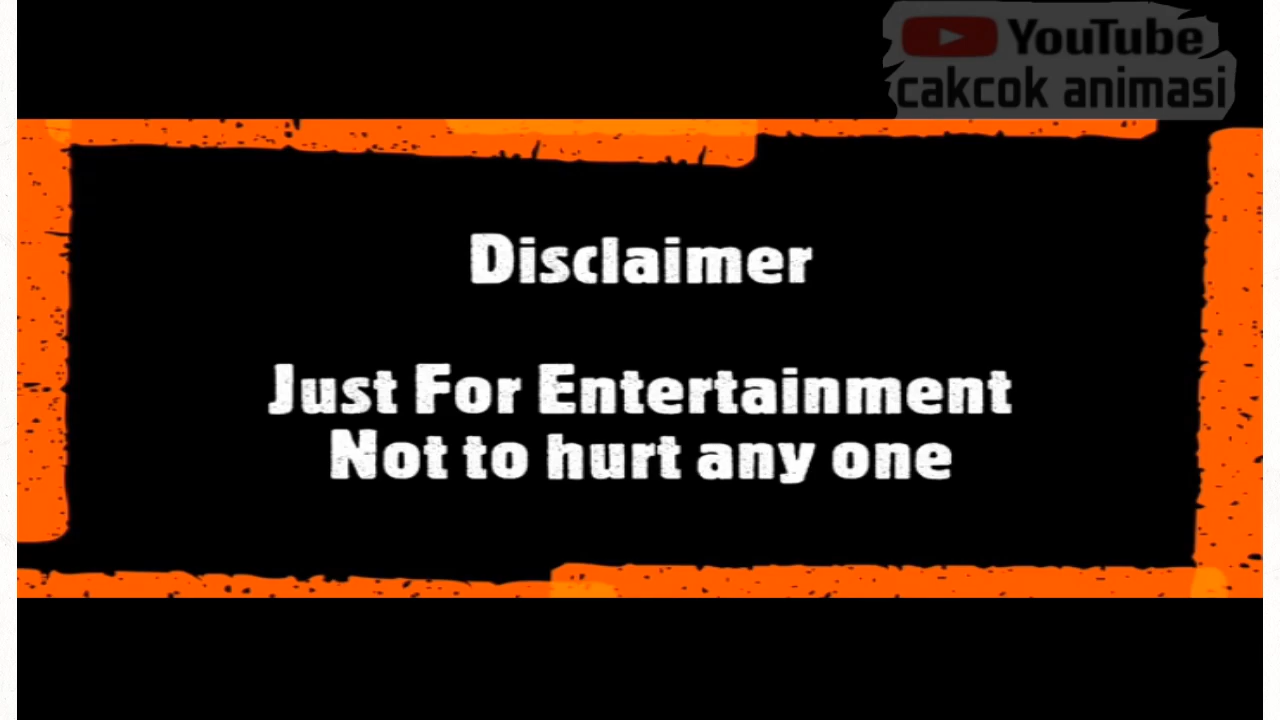 YouTube
cakcok animasi
Disclaimer
Just For Entertainment
Not to hurt any one